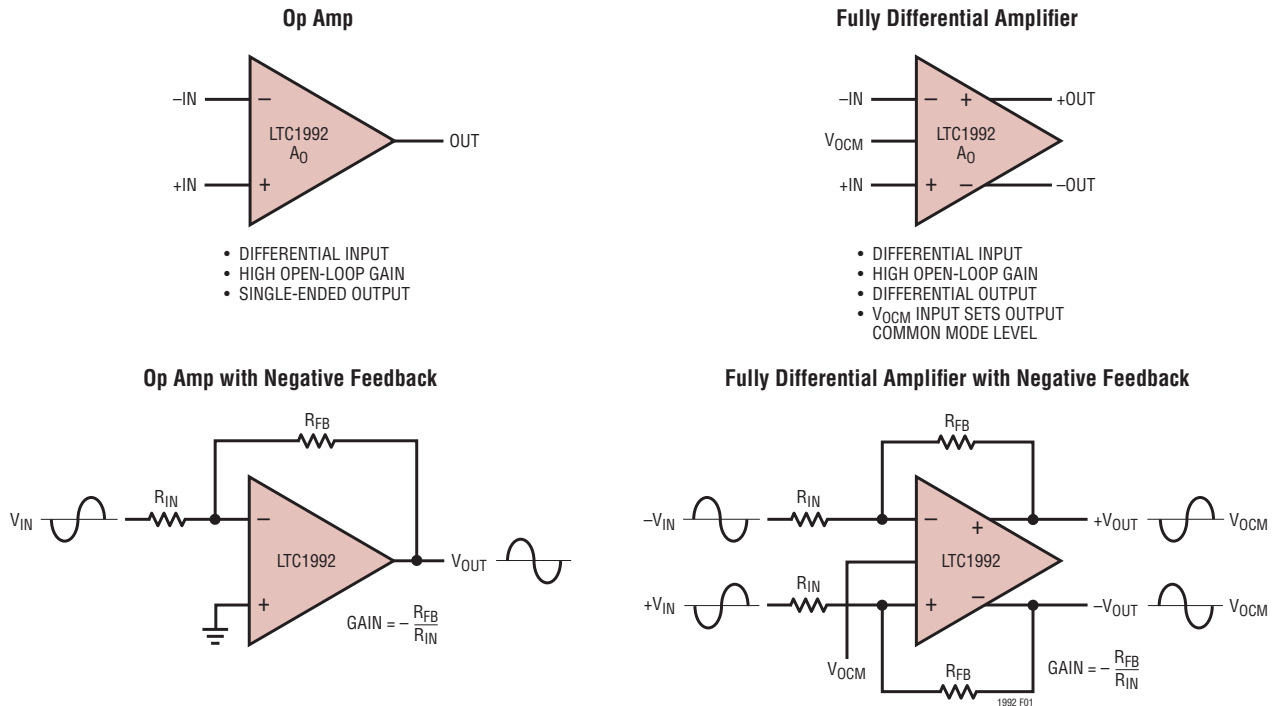 Op Amp
–IN
+IN
–
+
LTC1992
AO
OUT
• DIFFERENTIAL INPUT
• HIGH OPEN-LOOP GAIN
• SINGLE-ENDED OUTPUT
Fully Differential Amplifier
–IN
VOCM
+IN
– +
LTC1992
AO
+ –
+OUT
–OUT
• DIFFERENTIAL INPUT
• HIGH OPEN-LOOP GAIN
• DIFFERENTIAL OUTPUT
• VOCM INPUT SETS OUTPUT
COMMON MODE LEVEL
Op Amp with Negative Feedback
RFB
VIN
RIN
–
LTC1992
+
VOUT
GAIN = – RFB
RIN
Fully Differential Amplifier with Negative Feedback
RFB
–VIN
RIN
–
+
+VOUT
VOCM
LTC1992
+VIN
RIN
+
–
–VOUT
VOCM
VOCM
RFB
GAIN = – RFB
RIN
1992 F01